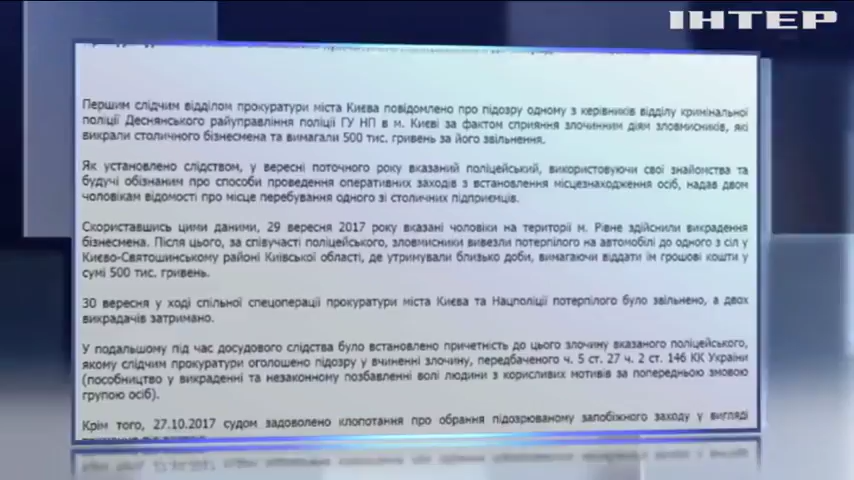 ІНТЕР
Першим слідчим відділом прокуратури міста Києва повідомлено про підозру одному з керівників відділу кримінальної
поліції Деснянського райуправління поліції ГУ НП в м. Києві за фактом сприяння злочинним діям зловмисників, які
викрали столичного бізнесмена та вимагали 500 тис. гривень за його звільнення.
Як установлено слідством, у вересні поточного року вказаний поліцейський, використовуючи свої знайомства та
будучі обізнаним про способи проведення оперативних заходів з встановлення місцезнаходження осіб, надав двом
чоловікам відомості про місце перебування одного зі столичних підприємців.
Скориставшись цими даними, 29 вересня 2017 року вказані чоловіки на території м. Рівне здійснили викрадення
бізнесмена. Після цього, за співучасті поліцейського, зловмисники вивезли потерпілого на автомобілі до одного з сіл у
Києво-Святошинському районі Київської області, де утримували близько доби, вимагаючи віддати їм грошові кошти у
сумі 500 тис. гривень.
30 вересня у ході спільної спецоперації прокуратури міста Києва та Нацполіції потерпілого було звільнено, а двох
викрадачів затримано.
У подальшому під час досудового слідства було встановлено причетність до цього злочину вказаного поліцейського,
якому слідчим прокуратури оголошено підозру у вчиненні злочину, передбаченого ч. 5 ст. 27 ч. 2 ст. 146 КК України
(пособництво у викраденні та незаконному позбавленні волі людини з корисливих мотивів за попередньою змовою
групою осіб).
Крім того, 27.10.2017 судом задоволено клопотання про обрання підозрюваному запобіжного заходу у вигляді